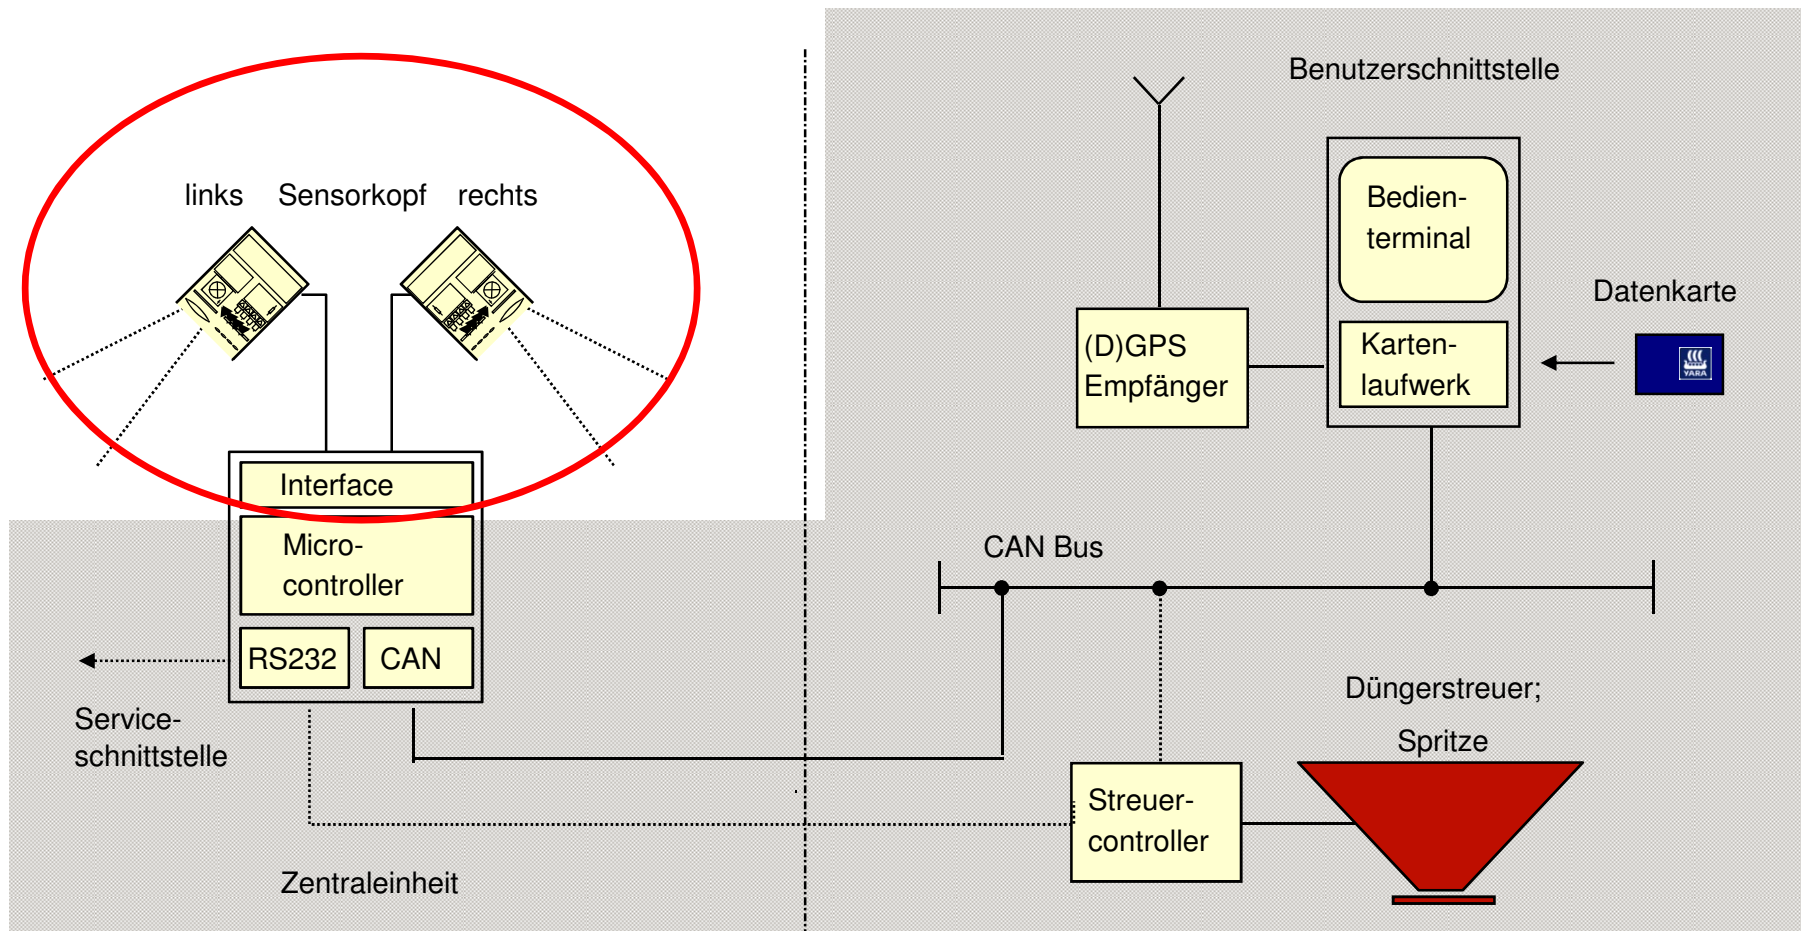 Benutzerschnittstelle
links Sensorkopf rechts
Bedien-
terminal
Datenkarte
(D)GPS
Empfänger
Karten-
laufwerk
YARA
Interface
Micro-
controller
CAN Bus
RS232 CAN
Service-
schnittstelle
Düngerstreuer;
Spritze
Streuer-
controller
Zentraleinheit